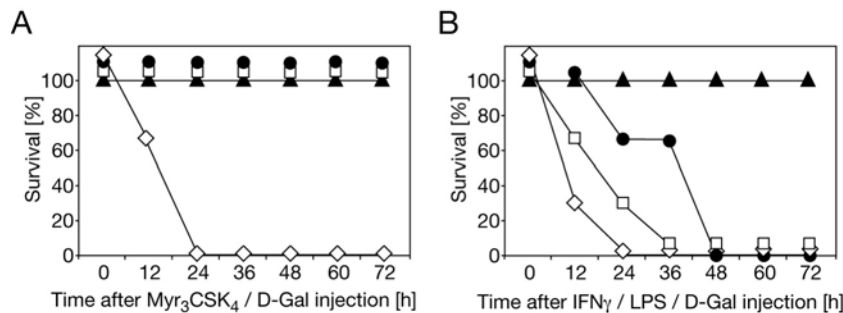 A
Survival [%]
100
80
60
40
20
0
0 12 24 36 48 60 72
Time after Myr₃CSK₄ / D-Gal injection [h]
B
Survival [%]
100
80
60
40
20
0
0 12 24 36 48 60 72
Time after IFNγ / LPS / D-Gal injection [h]